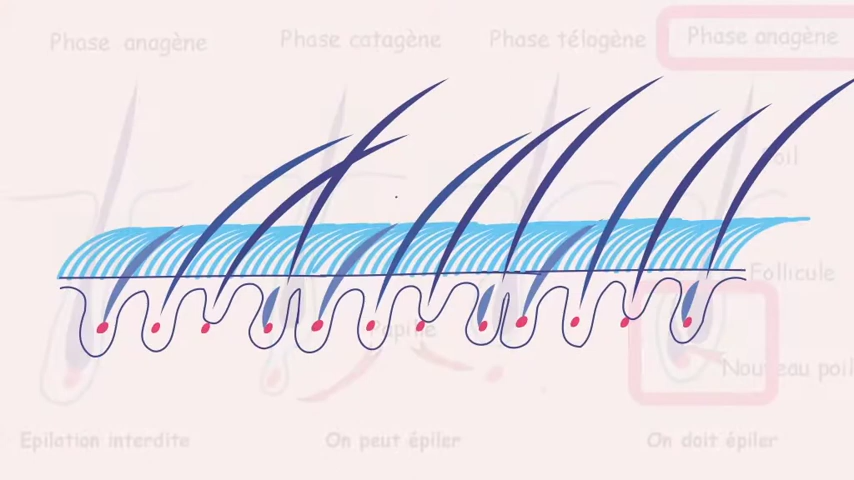 Phase anagène
Phase catagène
Phase télogène
Phase anagène
Poil
Follicule
Papille
Nouveau poil
Epilation interdite
On peut épiler
On doit épiler